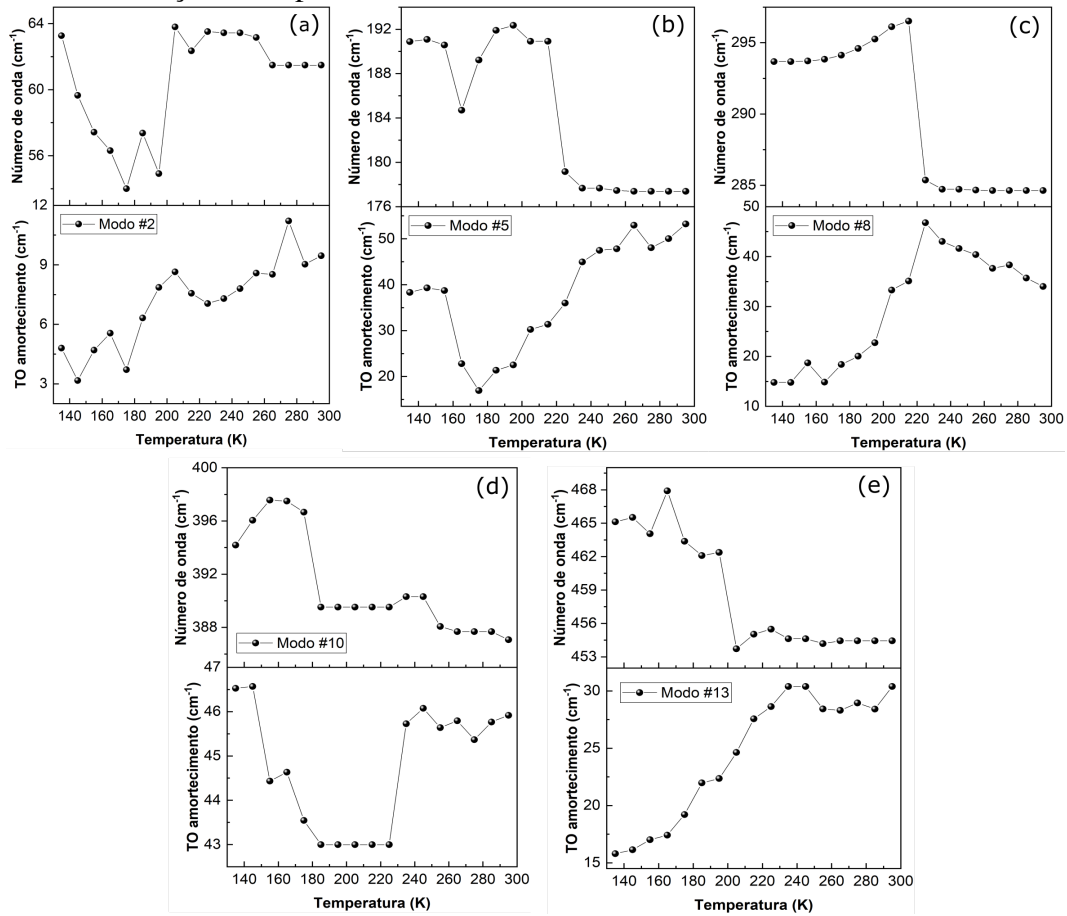 (a)
Número de onda (cm-1)
64
60
56
12
TO amortecimento (cm-1)
9
6
3
Modo #2
140 160 180 200 220 240 260 280 300
Temperatura (K)
(b)
Número de onda (cm-1)
192
188
184
180
176
TO amortecimento (cm-1)
50
40
30
20
Modo #5
140 160 180 200 220 240 260 280 300
Temperatura (K)
(c)
Número de onda (cm-1)
295
290
285
50
TO amortecimento (cm-1)
40
30
20
10
Modo #8
140 160 180 200 220 240 260 280 300
Temperatura (K)
(d)
Número de onda (cm-1)
400
396
392
388
Modo #10
47
TO amortecimento (cm-1)
46
45
44
43
140 160 180 200 220 240 260 280 300
Temperatura (K)
(e)
Número de onda (cm-1)
468
465
462
459
456
453
TO amortecimento (cm-1)
30
25
20
15
Modo #13
140 160 180 200 220 240 260 280 300
Temperatura (K)